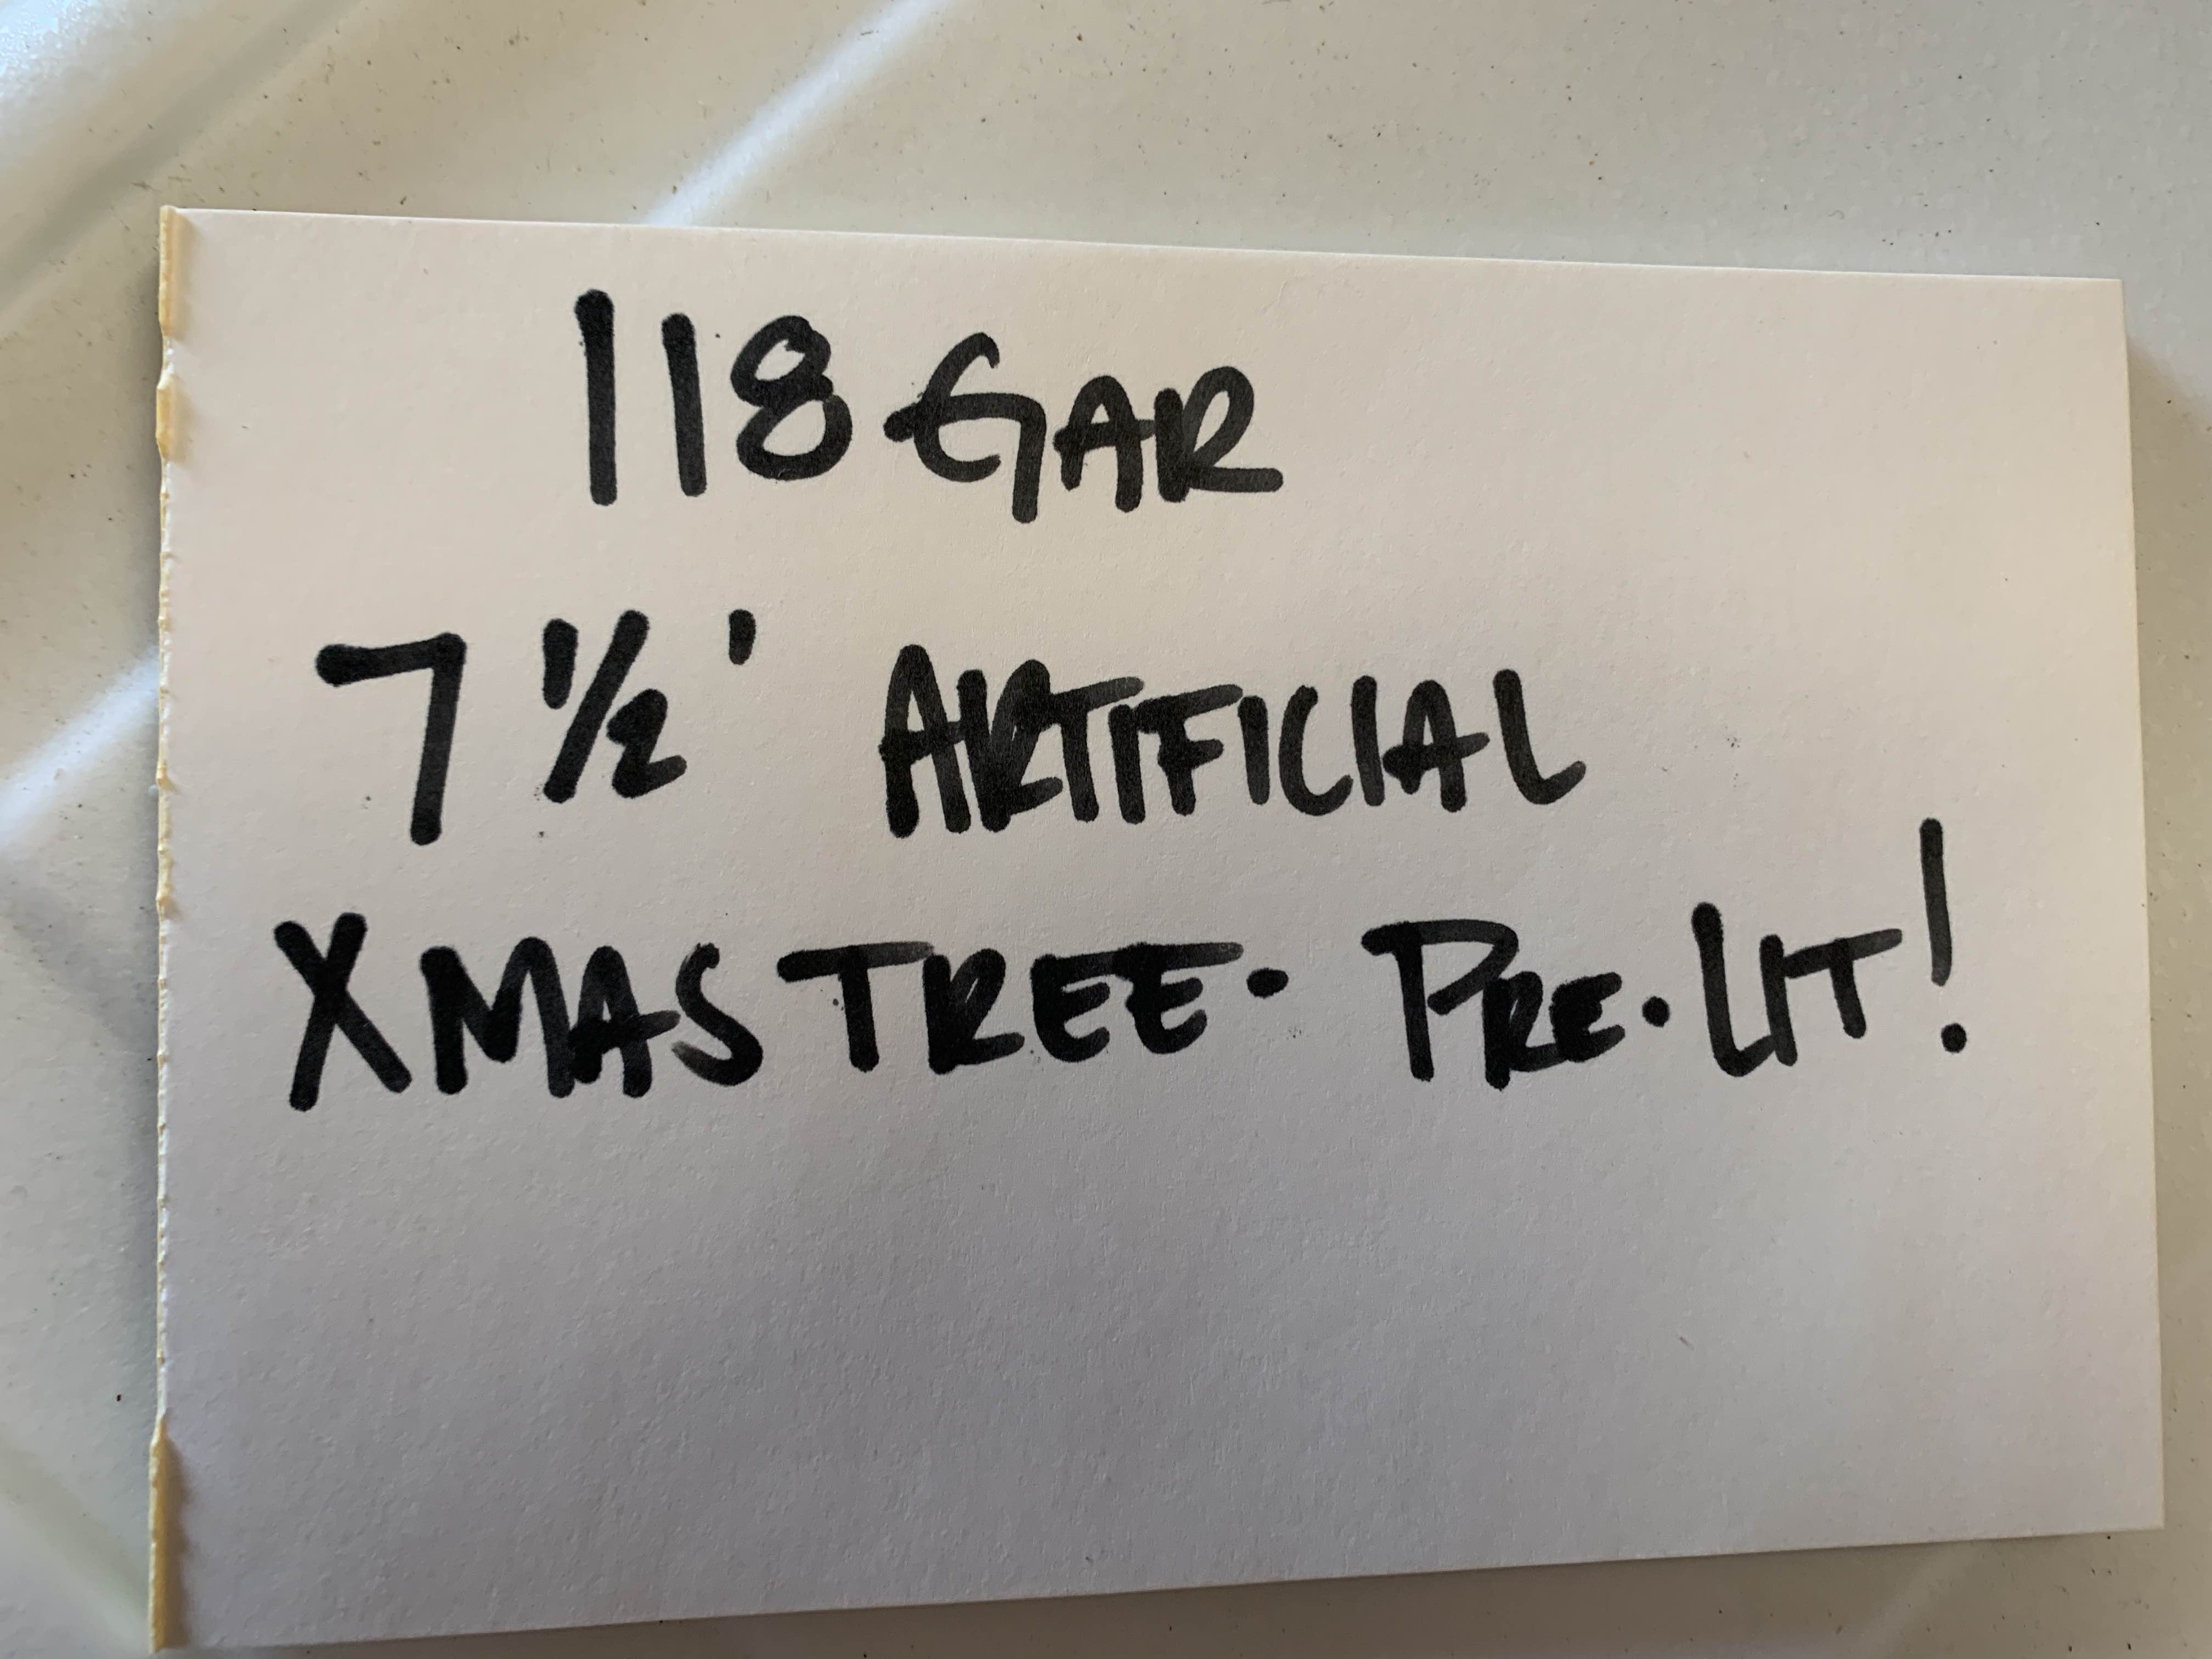 118 GAR
7 1/2' ARTIFICIAL
XMAS TREE - PRE-LIT!